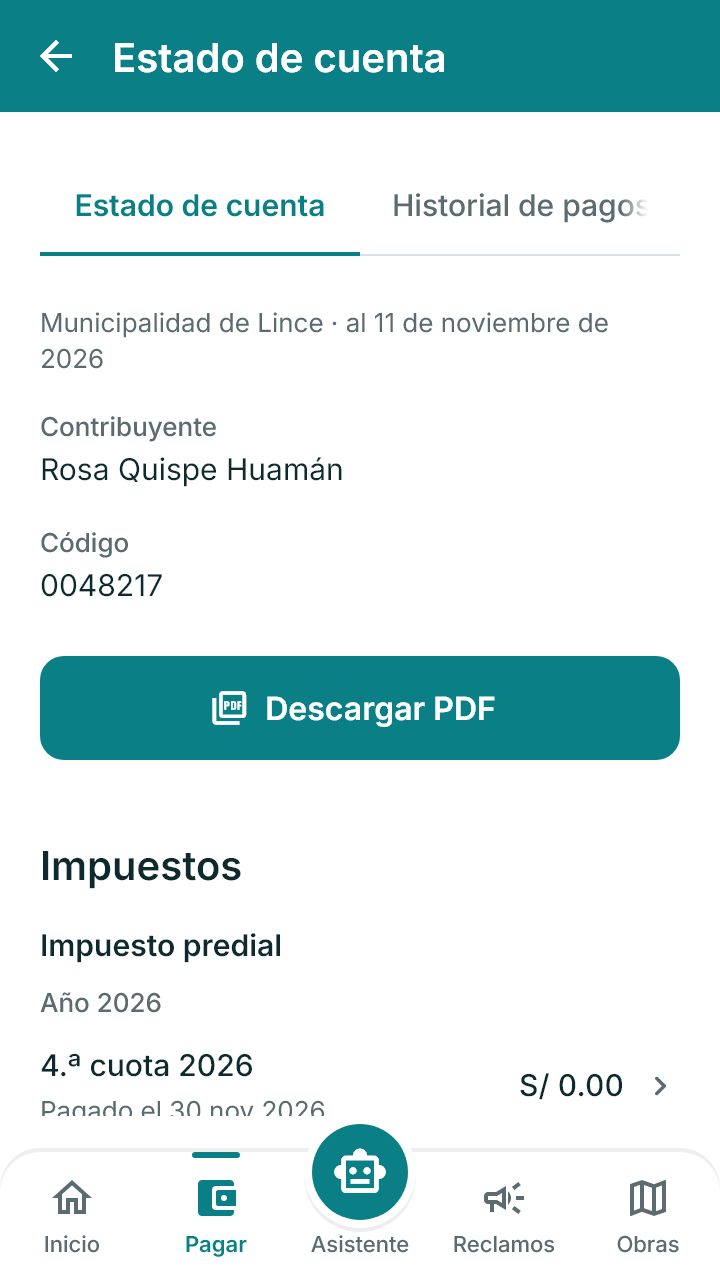 Estado de cuenta
Estado de cuenta
Historial de pagos
Municipalidad de Lince · al 11 de noviembre de
2026
Contribuyente
Rosa Quispe Huamán
Código
0048217
PDF
Descargar PDF
Impuestos
Impuesto predial
Año 2026
4.ª cuota 2026
S/ 0.00
Pagado el 30 nov 2026
Inicio
Pagar
Asistente
Reclamos
Obras